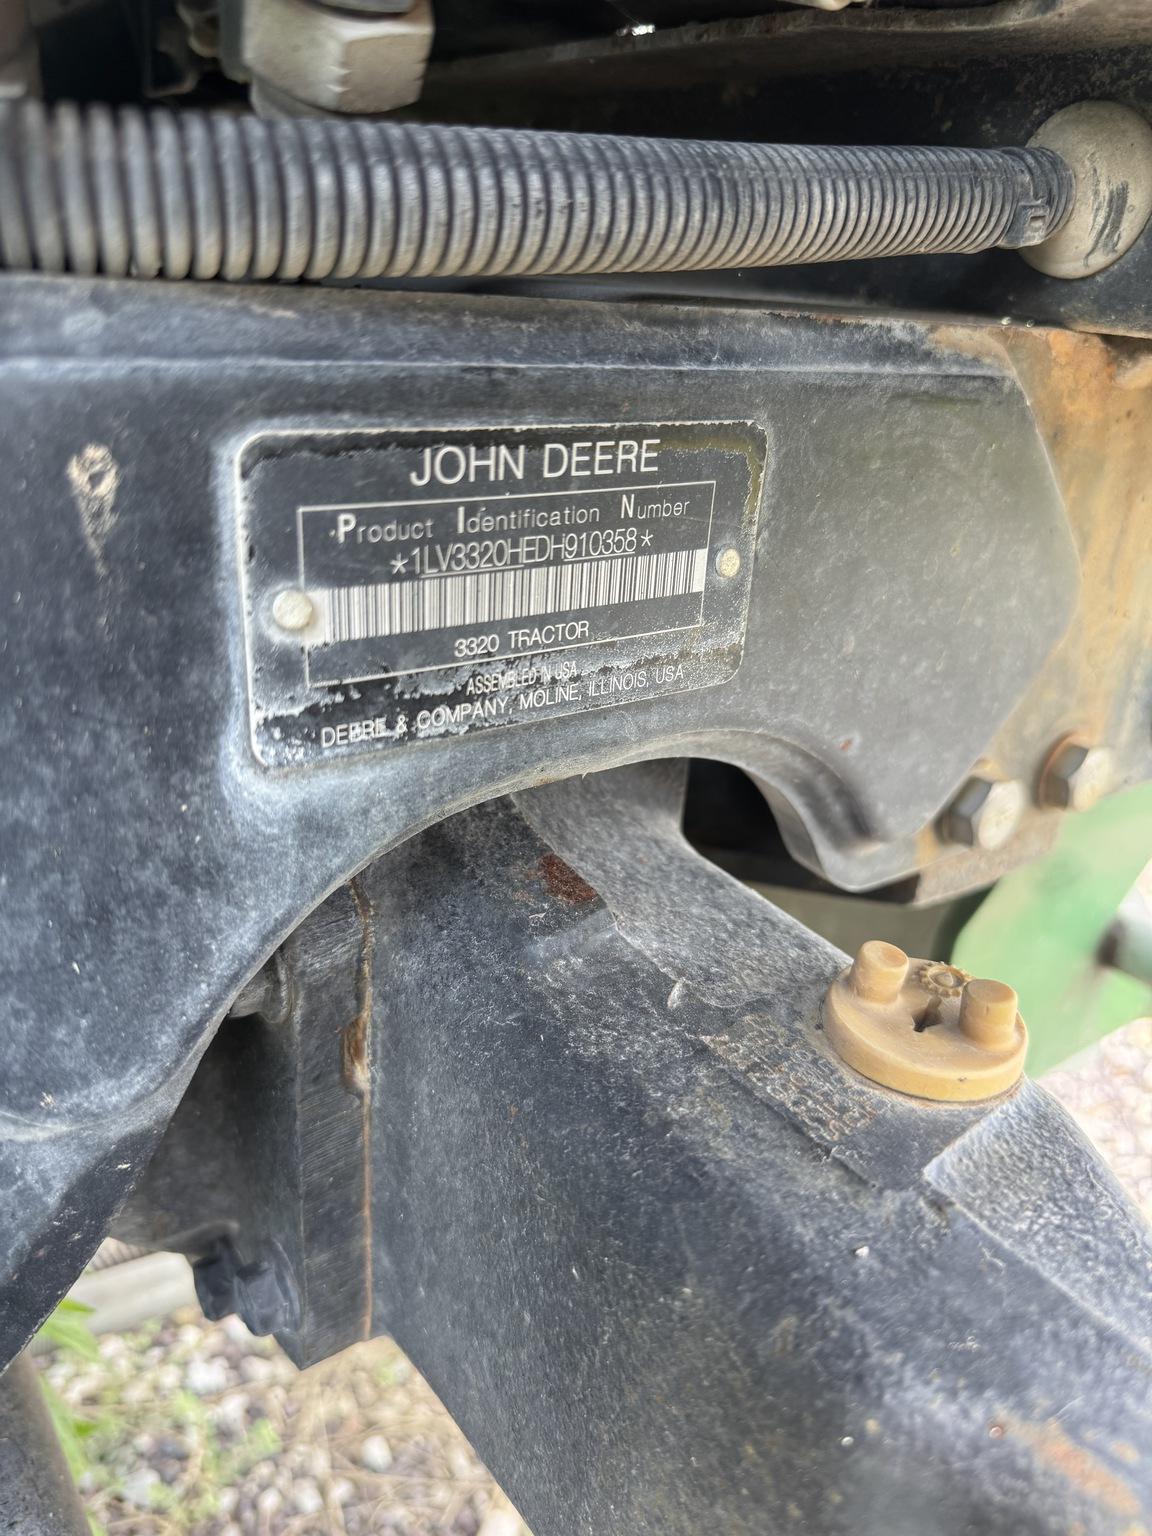 JOHN DEERE
Product Identification Number
*1LV3320HEDH910358*
3320 TRACTOR
ASSEMBLED IN USA
DEERE & COMPANY, MOLINE, ILLINOIS, USA